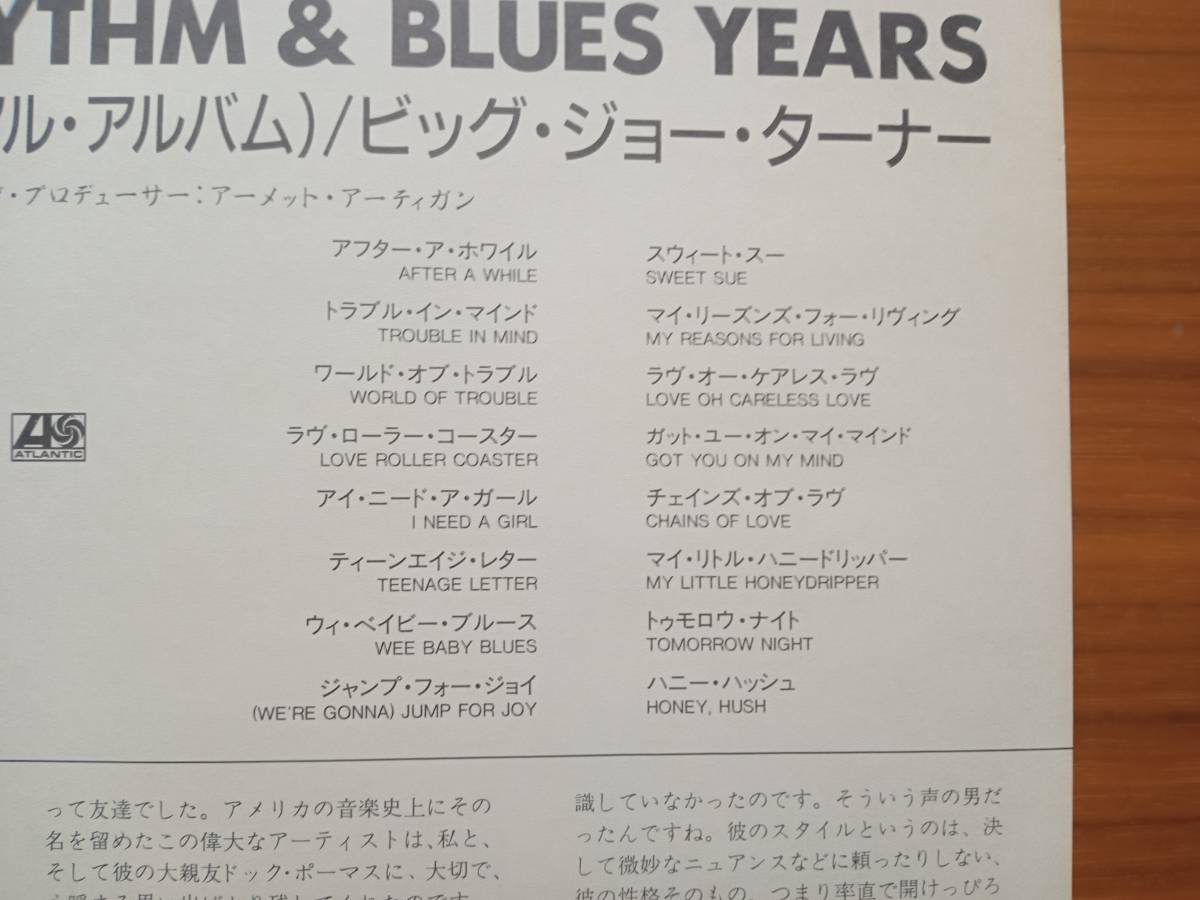 YTHM & BLUES YEARS
ル・アルバム)/ビッグ・ジョー・ターナー
・プロデューサー:アーメット・アーティガン
アフター・ア・ホワイル
AFTER A WHILE
トラブル・イン・マインド
TROUBLE IN MIND
ワールド・オブ・トラブル
WORLD OF TROUBLE
ラヴ・ローラー・コースター
LOVE ROLLER COASTER
アイ・ニード・ア・ガール
I NEED A GIRL
ティーンエイジ・レター
TEENAGE LETTER
ウィ・ベイビー・ブルース
WEE BABY BLUES
ジャンプ・フォー・ジョイ
(WE'RE GONNA) JUMP FOR JOY
スウィート・スー
SWEET SUE
マイ・リーズンズ・フォー・リヴィング
MY REASONS FOR LIVING
ラヴ・オー・ケアレス・ラヴ
LOVE OH CARELESS LOVE
ガット・ユー・オン・マイ・マインド
GOT YOU ON MY MIND
チェインズ・オブ・ラヴ
CHAINS OF LOVE
マイ・リトル・ハニードリッパー
MY LITTLE HONEYDRIPPER
トゥモロウ・ナイト
TOMORROW NIGHT
ハニー・ハッシュ
HONEY, HUSH
ATLANTIC
って友達でした。アメリカの音楽史上にその
名を留めたこの偉大なアーティストは、私と、
そして彼の大親友ドック・ポーマスに、大切で、
識していなかったのです。そういう声の男だ
ったんですね。彼のスタイルというのは、決
して微妙なニュアンスなどに頼ったりしない、
彼の性格そのもの、つまり率直で開けっぴろ